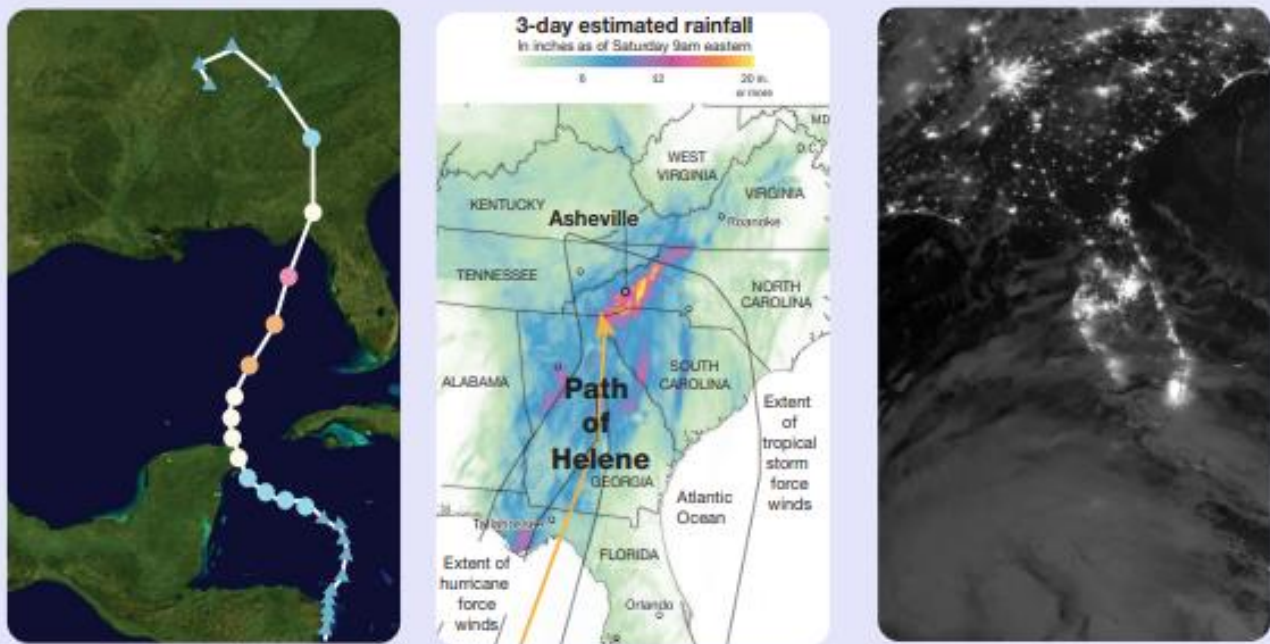 3-day estimated rainfall
In inches as of Saturday 9am eastern
6
12
20 in.
or more
MD.
D.C.
WEST
VIRGINIA
VIRGINIA
KENTUCKY
Roanoke
Asheville
TENNESSEE
NORTH
CAROLINA
SOUTH
CAROLINA
ALABAMA
Path
of
Helene
GEORGIA
Extent
of
tropical
storm
force
winds
Atlantic
Ocean
Tallahassee
FLORIDA
Extent of
hurricane
force
winds
Orlando